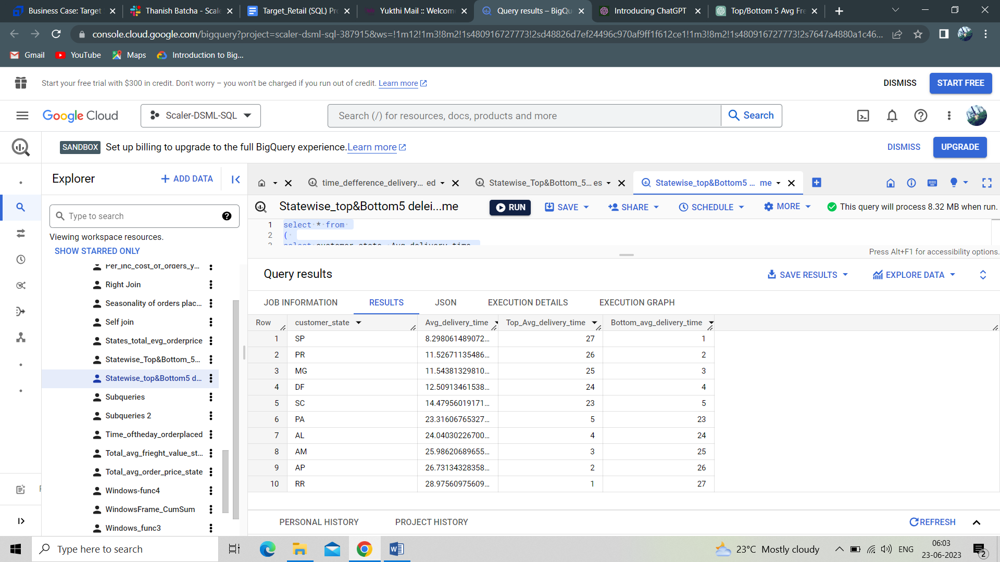 Business Case: Target
Thanish Batcha - Scale
Target_Retail (SQL) Pr
Yukthi Mail :: Welcom
Query results – BigQu
Introducing ChatGPT
Top/Bottom 5 Avg Fre
console.cloud.google.com/bigquery?project=scaler-dsml-sql-387915&ws=!1m12!1m3!8m2!1s480916727773!2sd48826d7ef24496c970af9ff1f612ce1!1m3!8m2!1s480916727773!2s7647a4880a1c46...
Gmail
YouTube
Maps
Introduction to Big...
Start your free trial with $300 in credit. Don't worry – you won't be charged if you run out of credit. Learn more
DISMISS
START FREE
Google Cloud
Scaler-DSML-SQL
Search (/) for resources, docs, products and more
Search
SANDBOX Set up billing to upgrade to the full BigQuery experience. Learn more
DISMISS
UPGRADE
Explorer
+ ADD DATA
Type to search
Viewing workspace resources.
SHOW STARRED ONLY
Per_inc_cost_of_orders_y...
Right Join
Seasonality of orders plac...
Self join
States_total_evg_orderprice
Statewise_Top&Bottom_5...
Statewise_top&Bottom5 d...
Subqueries
Subqueries 2
Time_oftheday_orderplaced
Total_avg_frieght_value_st...
Total_avg_order_price_state
Windows-func4
WindowsFrame_CumSum
Windows_func3
time_defference_delivery... ed
Statewise_Top&Bottom_5... es
Statewise_top&Bottom5 ... me
Statewise_top&Bottom5 delei...me
RUN
SAVE
SHARE
SCHEDULE
MORE
This query will process 8.32 MB when run.
1 select * from
2 (
3 select customer_state, Avg_delivery_time
Press Alt+F1 for accessibility options.
Query results
SAVE RESULTS
EXPLORE DATA
JOB INFORMATION
RESULTS
JSON
EXECUTION DETAILS
EXECUTION GRAPH
Row customer_state Avg_delivery_time Top_Avg_delivery_time Bottom_avg_delivery_time
1 SP 8.298061489072... 27 1
2 PR 11.52671135486... 26 2
3 MG 11.54381329810... 25 3
4 DF 12.50913461538... 24 4
5 SC 14.47956019171... 23 5
6 PA 23.31606765327... 5 23
7 AL 24.04030226700... 4 24
8 AM 25.98620689655... 3 25
9 AP 26.73134328358... 2 26
10 RR 28.97560975609... 1 27
PERSONAL HISTORY
PROJECT HISTORY
REFRESH
Type here to search
23°C Mostly cloudy
ENG
06:03
23-06-2023
2